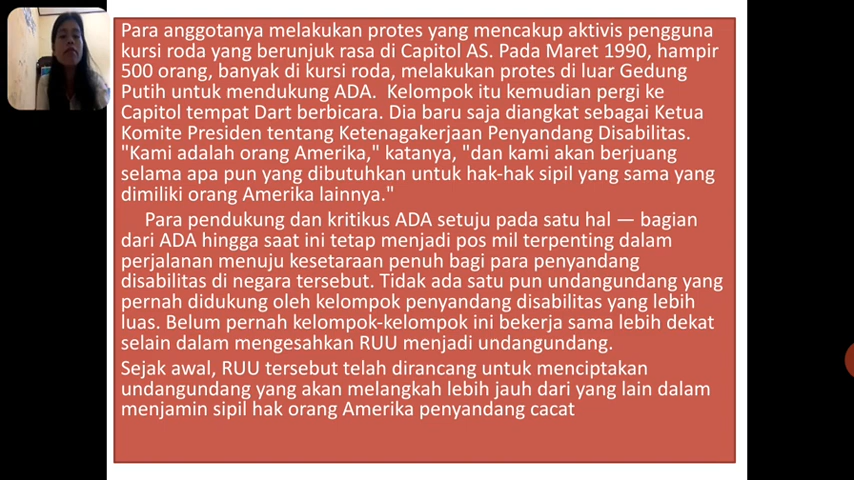 Para anggotanya melakukan protes yang mencakup aktivis pengguna
kursi roda yang berunjuk rasa di Capitol AS. Pada Maret 1990, hampir
500 orang, banyak di kursi roda, melakukan protes di luar Gedung
Putih untuk mendukung ADA.  Kelompok itu kemudian pergi ke
Capitol tempat Dart berbicara. Dia baru saja diangkat sebagai Ketua
Komite Presiden tentang Ketenagakerjaan Penyandang Disabilitas.
"Kami adalah orang Amerika," katanya, "dan kami akan berjuang
selama apa pun yang dibutuhkan untuk hak-hak sipil yang sama yang
dimiliki orang Amerika lainnya."
Para pendukung dan kritikus ADA setuju pada satu hal — bagian
dari ADA hingga saat ini tetap menjadi pos mil terpenting dalam
perjalanan menuju kesetaraan penuh bagi para penyandang
disabilitas di negara tersebut. Tidak ada satu pun undangundang yang
pernah didukung oleh kelompok penyandang disabilitas yang lebih
luas. Belum pernah kelompok-kelompok ini bekerja sama lebih dekat
selain dalam mengesahkan RUU menjadi undangundang.
Sejak awal, RUU tersebut telah dirancang untuk menciptakan
undangundang yang akan melangkah lebih jauh dari yang lain dalam
menjamin sipil hak orang Amerika penyandang cacat